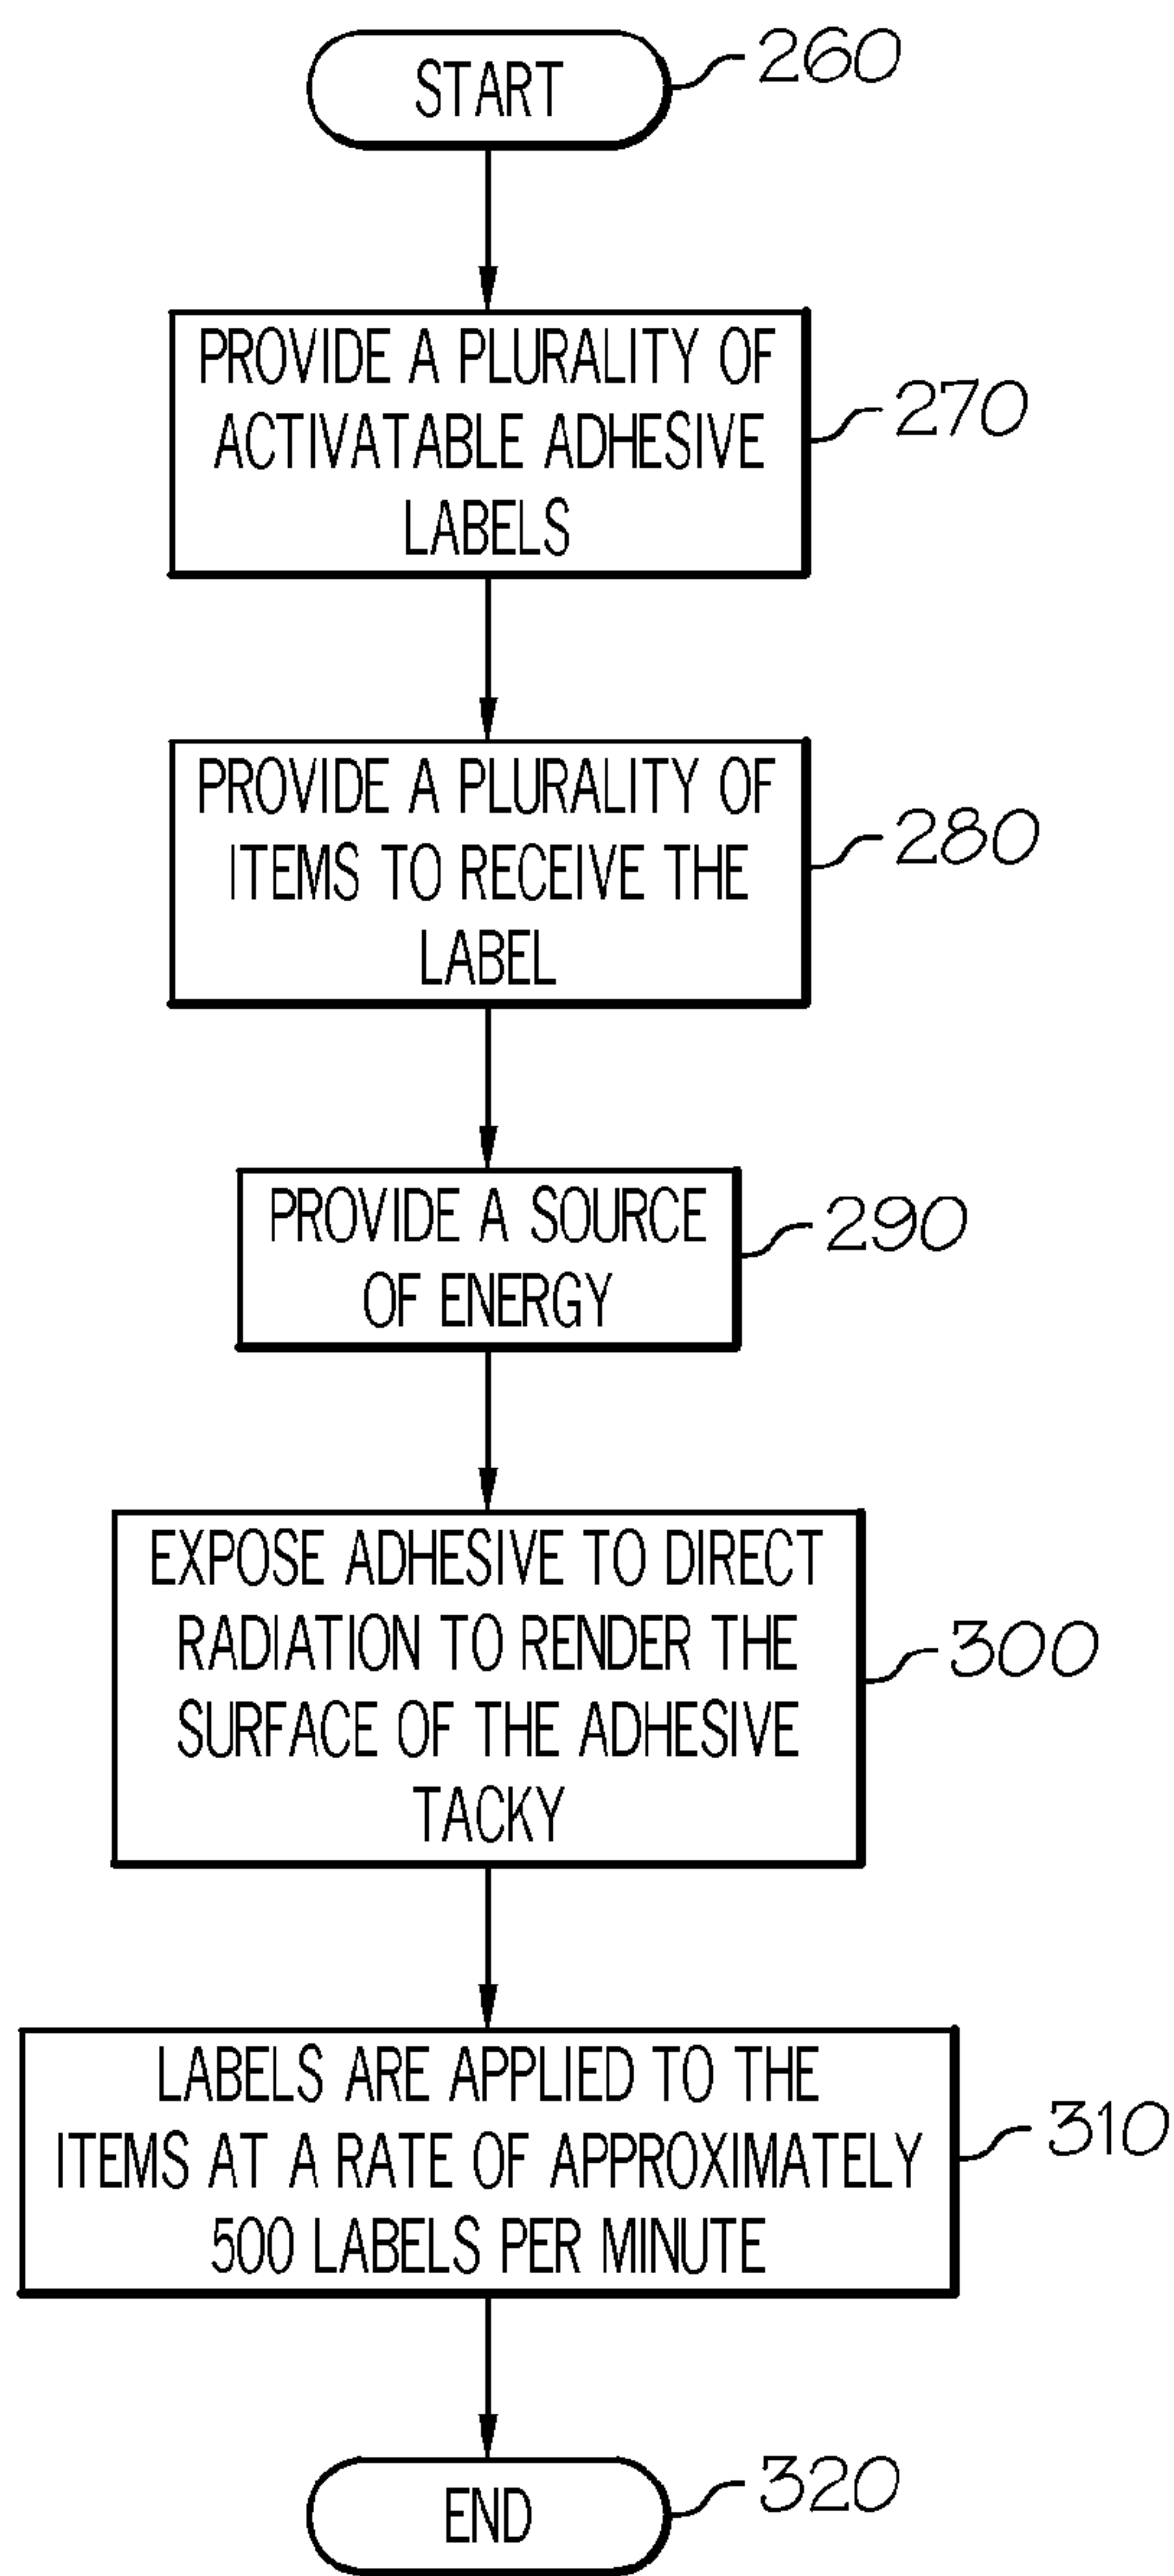 START
260
PROVIDE A PLURALITY OF
ACTIVATABLE ADHESIVE
LABELS
270
PROVIDE A PLURALITY OF
ITEMS TO RECEIVE THE
LABEL
280
PROVIDE A SOURCE
OF ENERGY
290
EXPOSE ADHESIVE TO DIRECT
RADIATION TO RENDER THE
SURFACE OF THE ADHESIVE
TACKY
300
LABELS ARE APPLIED TO THE
ITEMS AT A RATE OF APPROXIMATELY
500 LABELS PER MINUTE
310
END
320